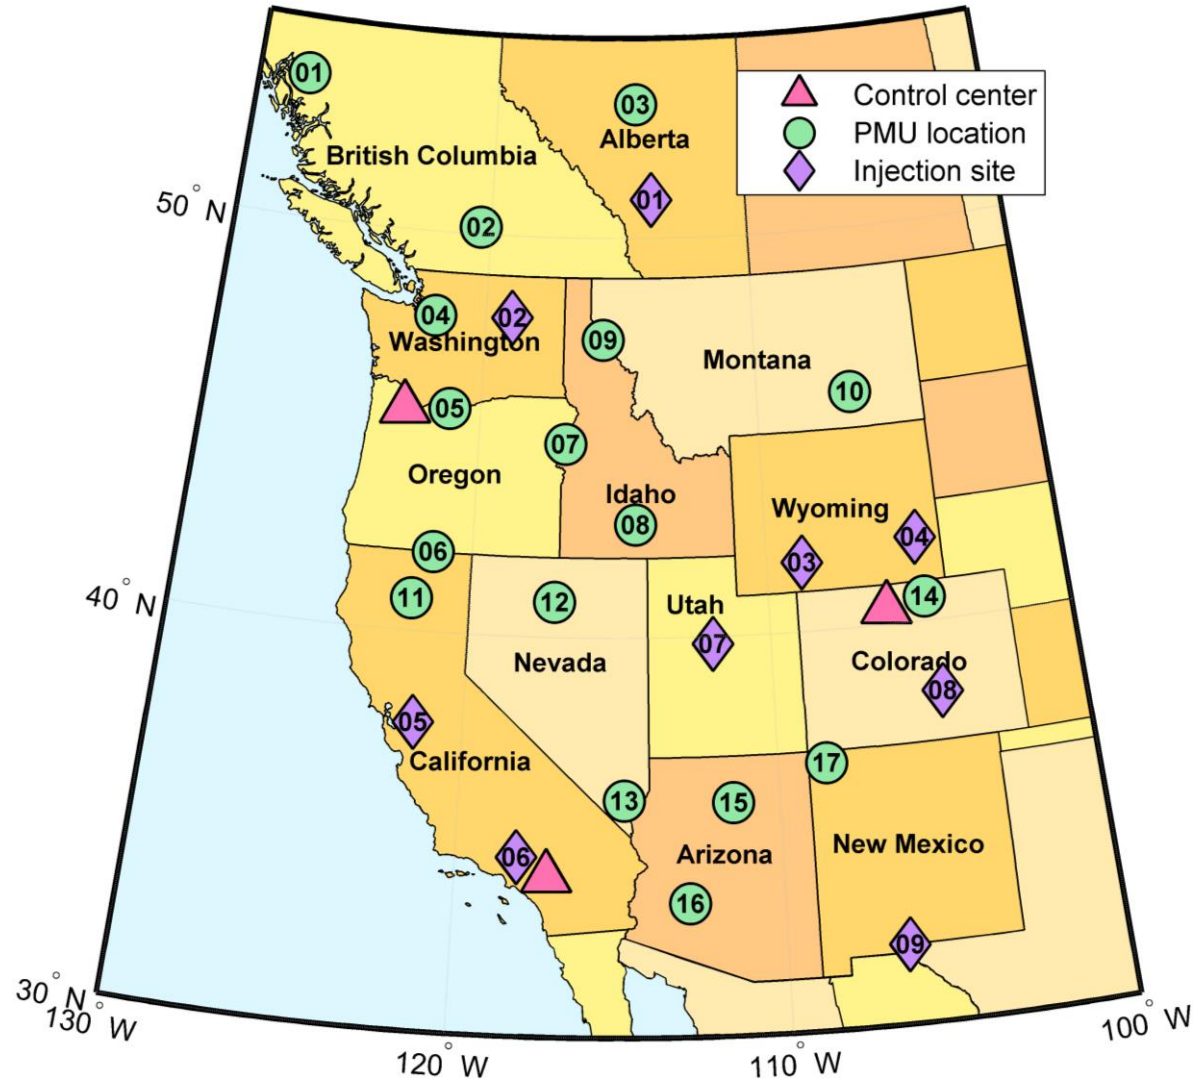 01
03
Control center
PMU location
Injection site
Alberta
British Columbia
01
50° N
02
04
02
Washington
09
Montana
10
05
07
Oregon
Idaho
08
Wyoming
04
06
03
40° N
11
12
14
Utah
07
Nevada
Colorado
08
05
California
17
13
15
New Mexico
Arizona
06
16
09
30° N
130° W
120° W
110° W
100° W